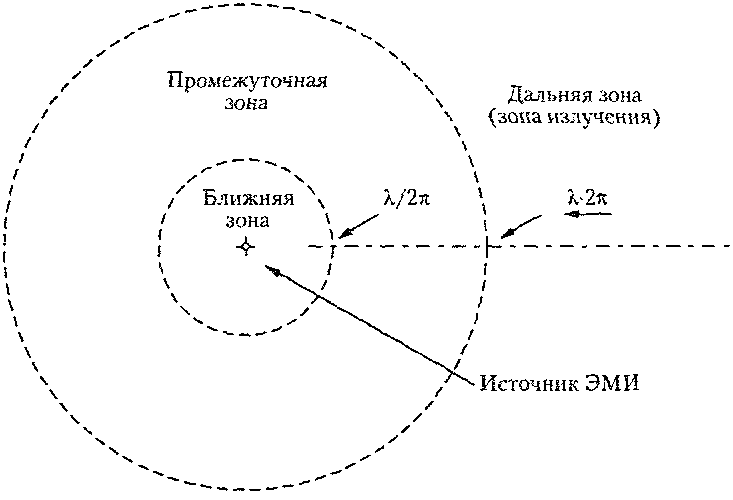 Промежуточная
зона
Дальняя зона
(зона излучения)
Ближняя
зона
λ/2π
λ·2π
Источник ЭМИ